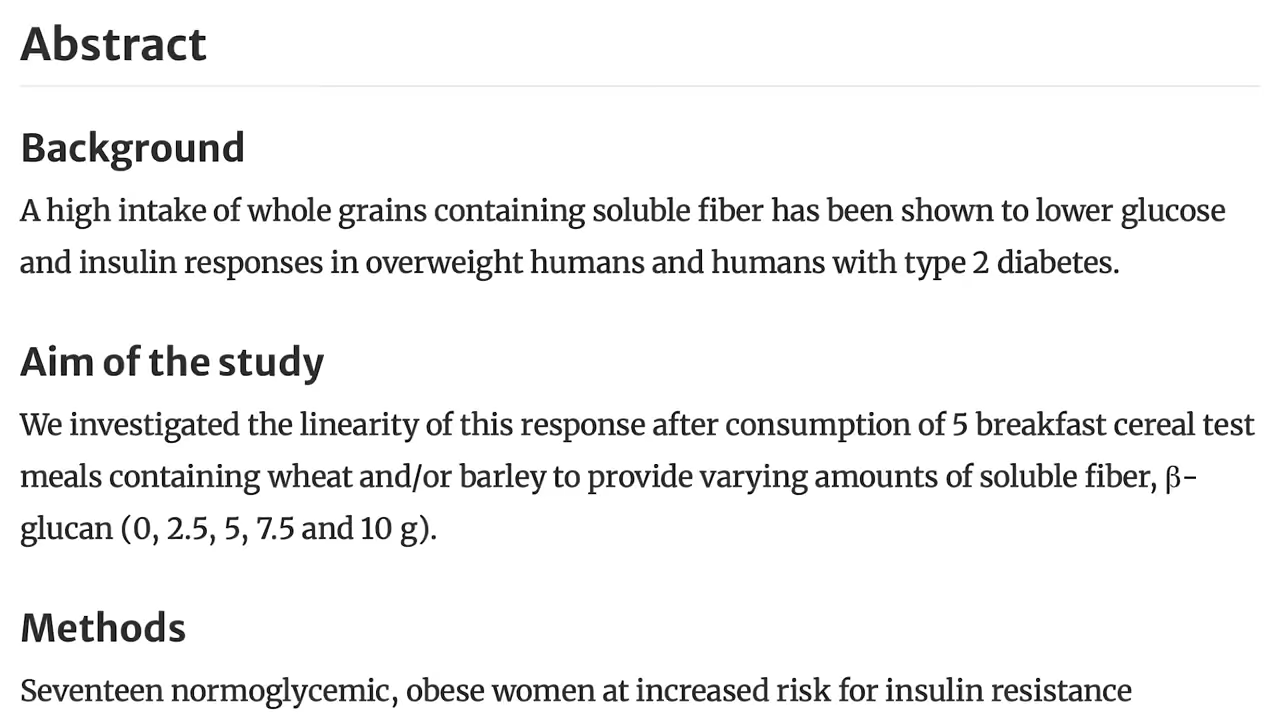 Abstract
Background
A high intake of whole grains containing soluble fiber has been shown to lower glucose
and insulin responses in overweight humans and humans with type 2 diabetes.
Aim of the study
We investigated the linearity of this response after consumption of 5 breakfast cereal test
meals containing wheat and/or barley to provide varying amounts of soluble fiber, β-
glucan (0, 2.5, 5, 7.5 and 10 g).
Methods
Seventeen normoglycemic, obese women at increased risk for insulin resistance